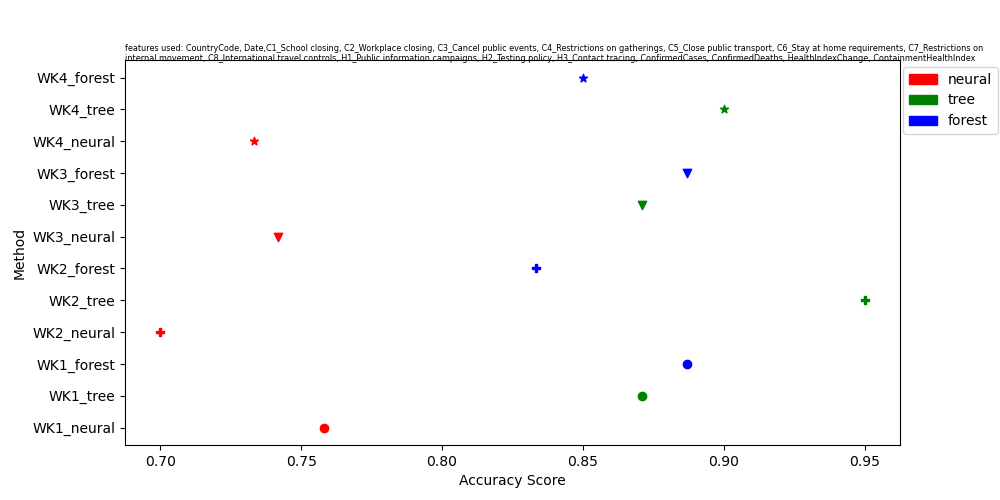 features used: CountryCode, Date,C1_School closing, C2_Workplace closing, C3_Cancel public events, C4_Restrictions on gatherings, C5_Close public transport, C6_Stay at home requirements, C7_Restrictions on
internal movement, C8_International travel controls, H1_Public information campaigns, H2_Testing policy, H3_Contact tracing, ConfirmedCases, ConfirmedDeaths, HealthIndexChange, ContainmentHealthIndex
neural
tree
forest
WK4_forest
WK4_tree
WK4_neural
WK3_forest
WK3_tree
WK3_neural
WK2_forest
WK2_tree
WK2_neural
WK1_forest
WK1_tree
WK1_neural
Method
0.70 0.75 0.80 0.85 0.90 0.95
Accuracy Score